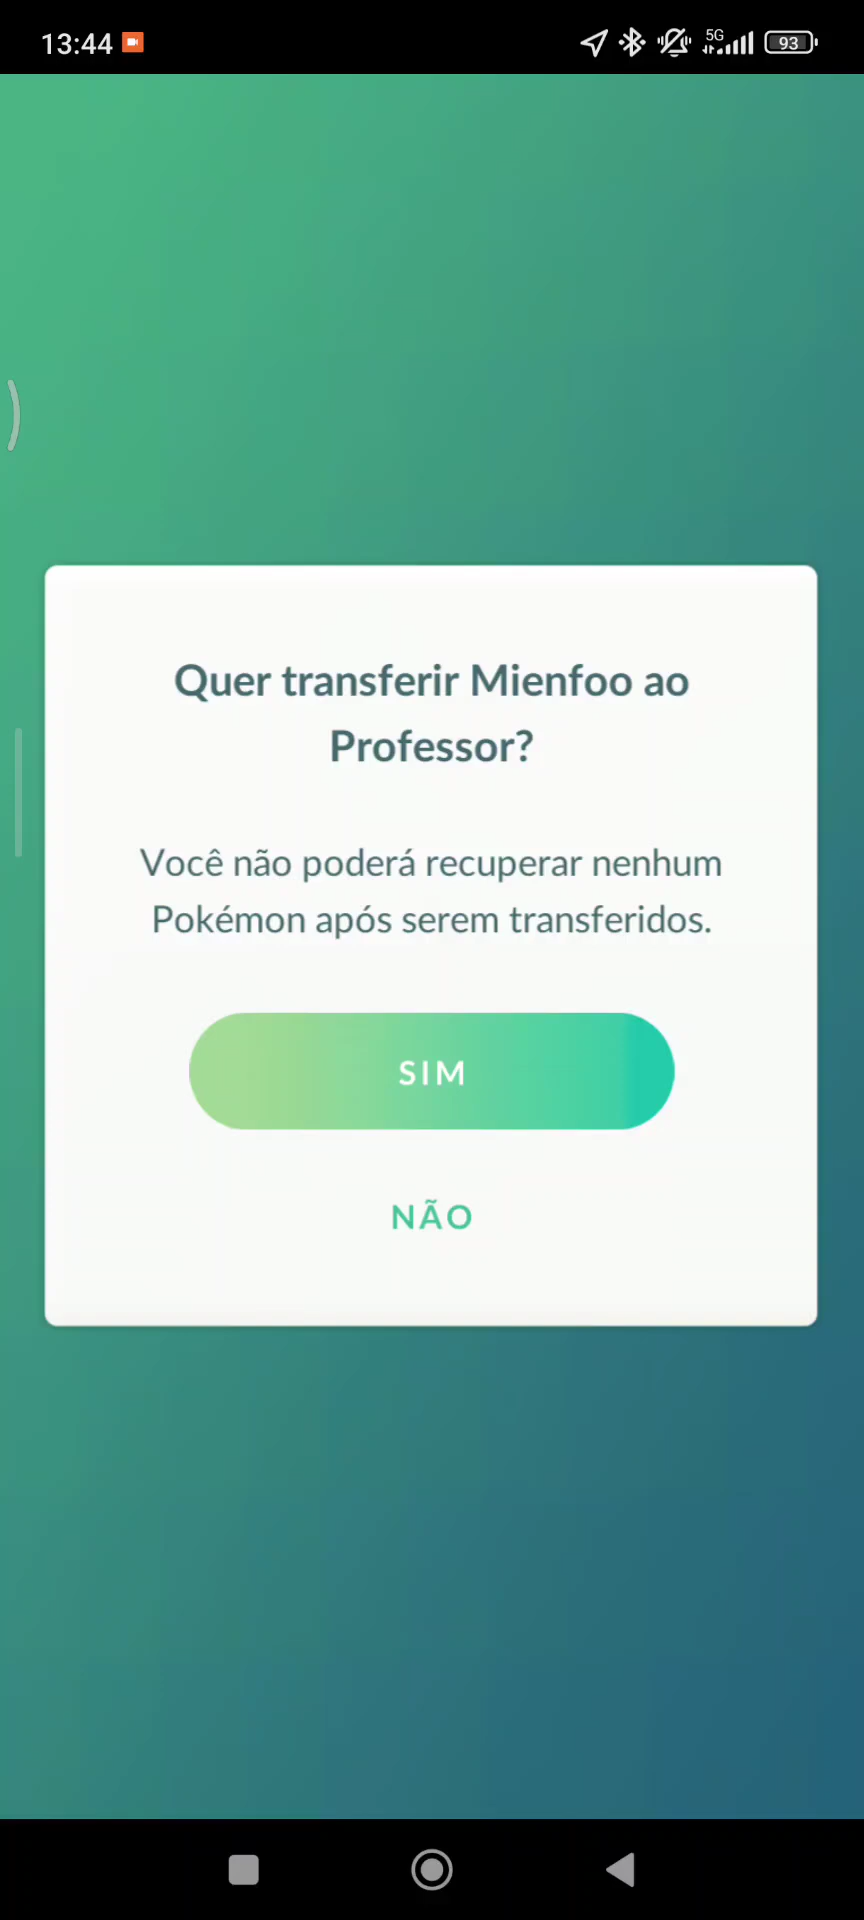 13:44
5G
93
Quer transferir Mienfoo ao
Professor?
Você não poderá recuperar nenhum
Pokémon após serem transferidos.
SIM
NÃO